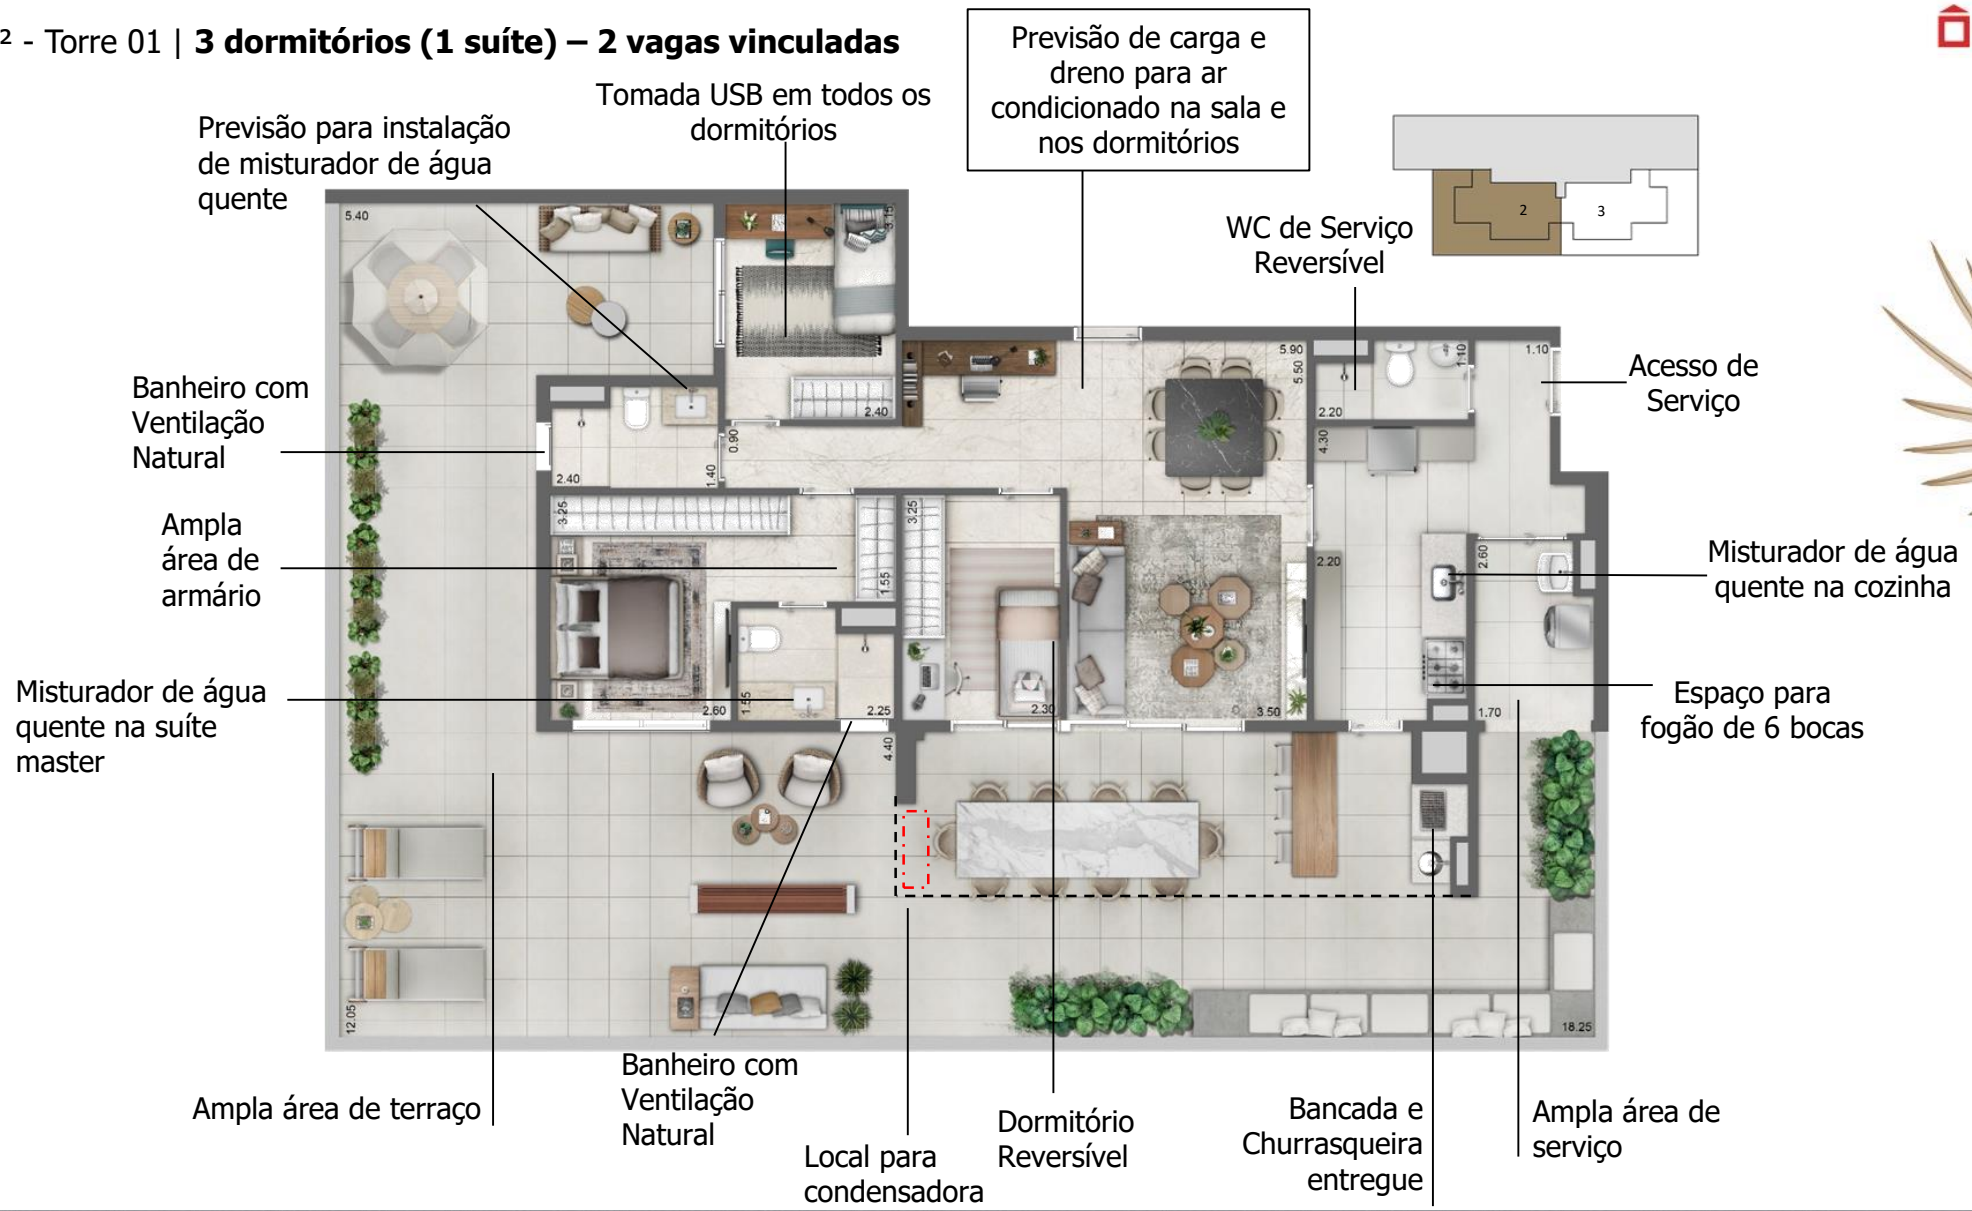 ² - Torre 01 | 3 dormitórios (1 suíte) – 2 vagas vinculadas
Previsão de carga e
dreno para ar
condicionado na sala e
nos dormitórios
Tomada USB em todos os
dormitórios
Previsão para instalação
de misturador de água
quente
WC de Serviço
Reversível
2
3
Acesso de
Serviço
Banheiro com
Ventilação
Natural
Ampla
área de
armário
Misturador de água
quente na cozinha
Misturador de água
quente na suíte
master
Espaço para
fogão de 6 bocas
5.40
3.15
2.40
5.90
5.50
1.10
1.10
2.20
4.30
0.90
1.40
2.40
3.25
3.25
1.55
2.20
2.60
1.55
2.60
2.25
2.30
3.50
1.70
4.40
12.05
18.25
Ampla área de terraço
Banheiro com
Ventilação
Natural
Local para
condensadora
Dormitório
Reversível
Bancada e
Churrasqueira
entregue
Ampla área de
serviço